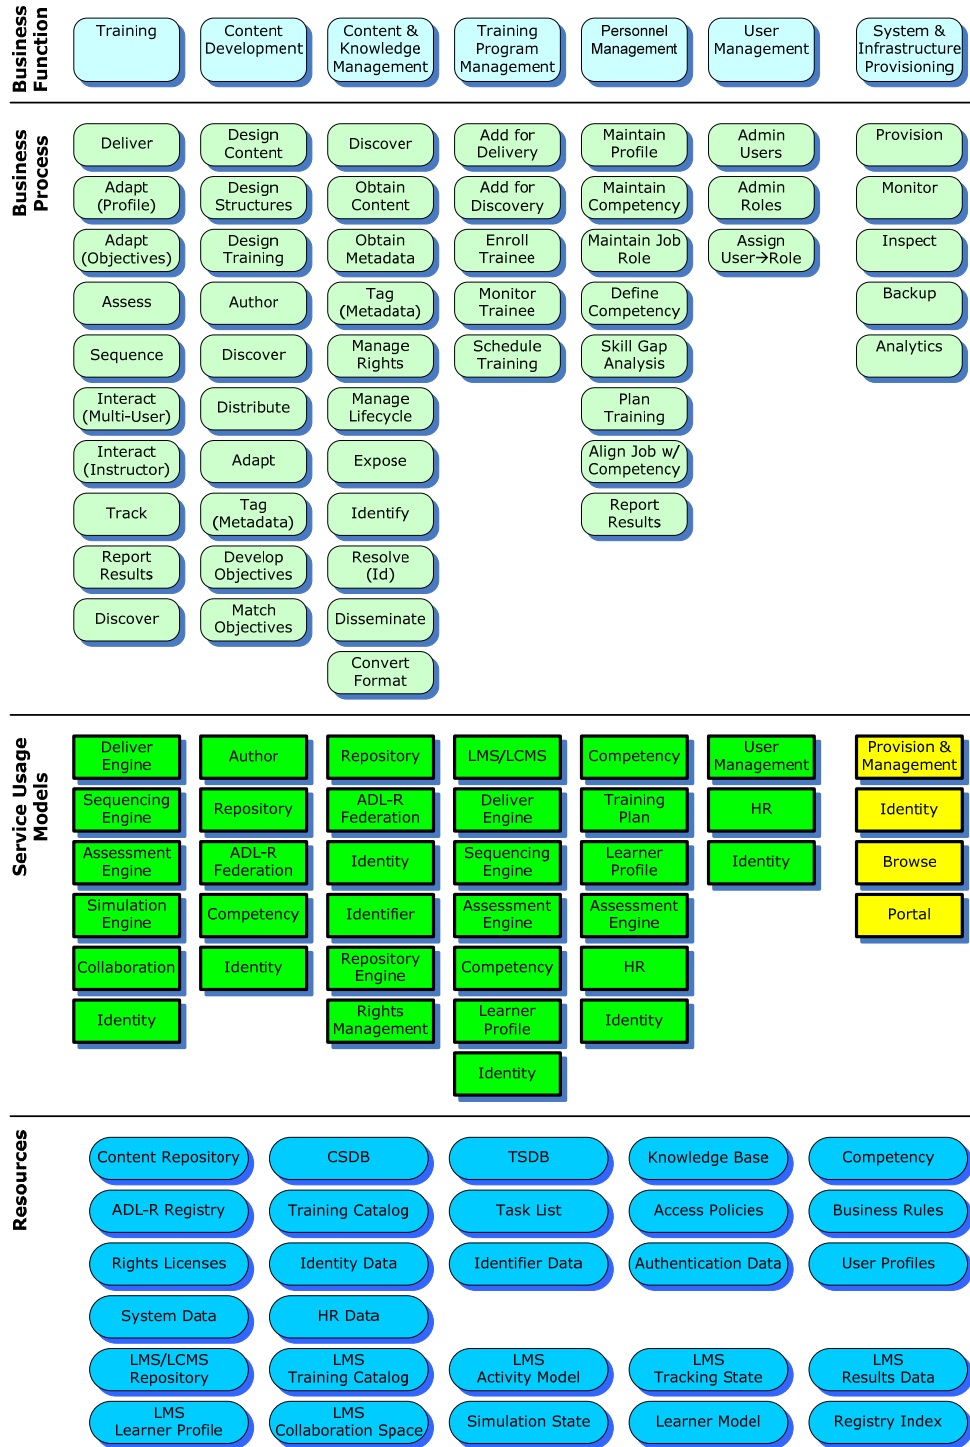 Business
Function
Training
Content
Development
Content &
Knowledge
Management
Training
Program
Management
Personnel
Management
User
Management
System &
Infrastructure
Provisioning
Business
Process
Deliver
Design
Content
Discover
Add for
Delivery
Maintain
Profile
Admin
Users
Provision
Adapt
(Profile)
Design
Structures
Obtain
Content
Add for
Discovery
Maintain
Competency
Admin
Roles
Monitor
Adapt
(Objectives)
Design
Training
Obtain
Metadata
Enroll
Trainee
Maintain Job
Role
Assign
User→Role
Inspect
Assess
Author
Tag
(Metadata)
Monitor
Trainee
Define
Competency
Backup
Sequence
Discover
Manage
Rights
Schedule
Training
Skill Gap
Analysis
Analytics
Interact
(Multi-User)
Distribute
Manage
Lifecycle
Plan
Training
Interact
(Instructor)
Adapt
Expose
Align Job w/
Competency
Track
Tag
(Metadata)
Identify
Report
Results
Report
Results
Develop
Objectives
Resolve
(Id)
Discover
Match
Objectives
Disseminate
Convert
Format
Service Usage
Models
Deliver
Engine
Author
Repository
LMS/LCMS
Competency
User
Management
Provision &
Management
Sequencing
Engine
Repository
ADL-R
Federation
Deliver
Engine
Training
Plan
HR
Identity
Assessment
Engine
ADL-R
Federation
Identity
Sequencing
Engine
Learner
Profile
Identity
Browse
Simulation
Engine
Competency
Identifier
Assessment
Engine
Assessment
Engine
Portal
Collaboration
Identity
Repository
Engine
Competency
HR
Identity
Rights
Management
Learner
Profile
Identity
Identity
Resources
Content Repository
CSDB
TSDB
Knowledge Base
Competency
ADL-R Registry
Training Catalog
Task List
Access Policies
Business Rules
Rights Licenses
Identity Data
Identifier Data
Authentication Data
User Profiles
System Data
HR Data
LMS/LCMS
Repository
LMS
Training Catalog
LMS
Activity Model
LMS
Tracking State
LMS
Results Data
LMS
Learner Profile
LMS
Collaboration Space
Simulation State
Learner Model
Registry Index